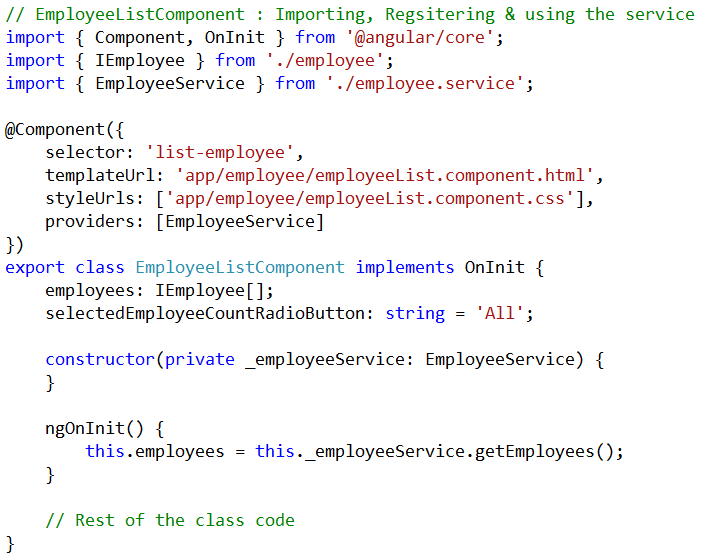 // EmployeeListComponent : Importing, Regsitering & using the service
import { Component, OnInit } from '@angular/core';
import { IEmployee } from './employee';
import { EmployeeService } from './employee.service';

@Component({
    selector: 'list-employee',
    templateUrl: 'app/employee/employeeList.component.html',
    styleUrls: ['app/employee/employeeList.component.css'],
    providers: [EmployeeService]
})
export class EmployeeListComponent implements OnInit {
    employees: IEmployee[];
    selectedEmployeeCountRadioButton: string = 'All';

    constructor(private _employeeService: EmployeeService) {
    }

    ngOnInit() {
        this.employees = this._employeeService.getEmployees();
    }

    // Rest of the class code
}